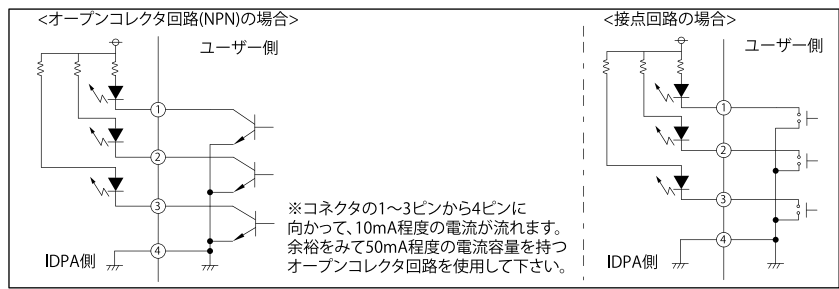 <オープンコレクタ回路(NPN)の場合>
ユーザー側
1
2
3
4
IDPA側
※コネクタの1～3ピンから4ピンに
向かって、10mA程度の電流が流れます。
余裕をみて50mA程度の電流容量を持つ
オープンコレクタ回路を使用して下さい。
<接点回路の場合>
ユーザー側
1
2
3
4
IDPA側